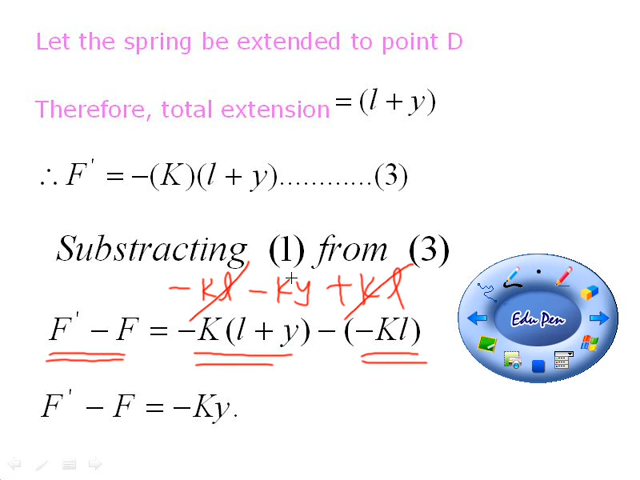 Let the spring be extended to point D
Therefore, total extension = (l + y)
∴ F' = −(K)(l + y)............(3)
Substracting (1) from (3)
−Kl −Ky +Kl
F' − F = −K(l + y) − (−Kl)
F' − F = −Ky.
Edu Pen